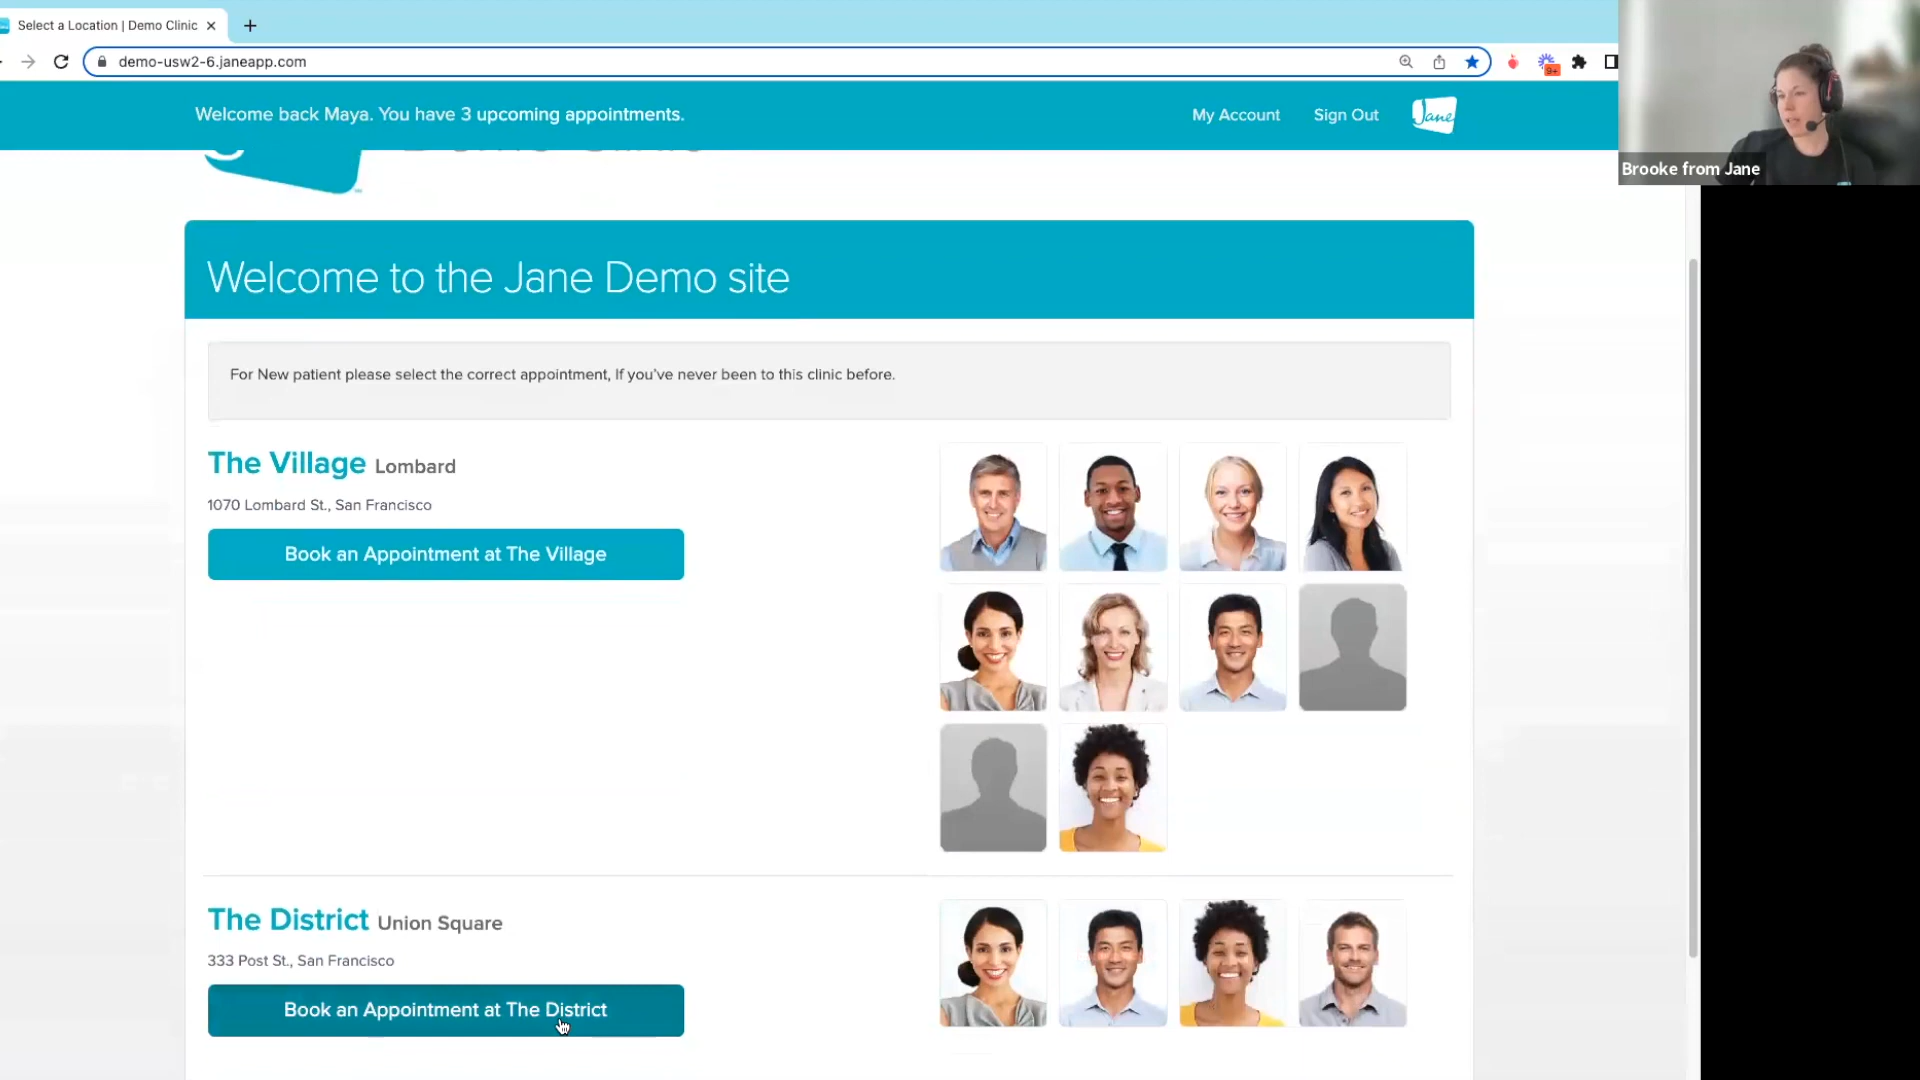 Select a Location | Demo Clinic
demo-usw2-6.janeapp.com
9+
Welcome back Maya. You have 3 upcoming appointments.
My Account
Sign Out
Jane
Brooke from Jane
Welcome to the Jane Demo site
For New patient please select the correct appointment, If you've never been to this clinic before.
The Village Lombard
1070 Lombard St., San Francisco
Book an Appointment at The Village
The District Union Square
333 Post St., San Francisco
Book an Appointment at The District